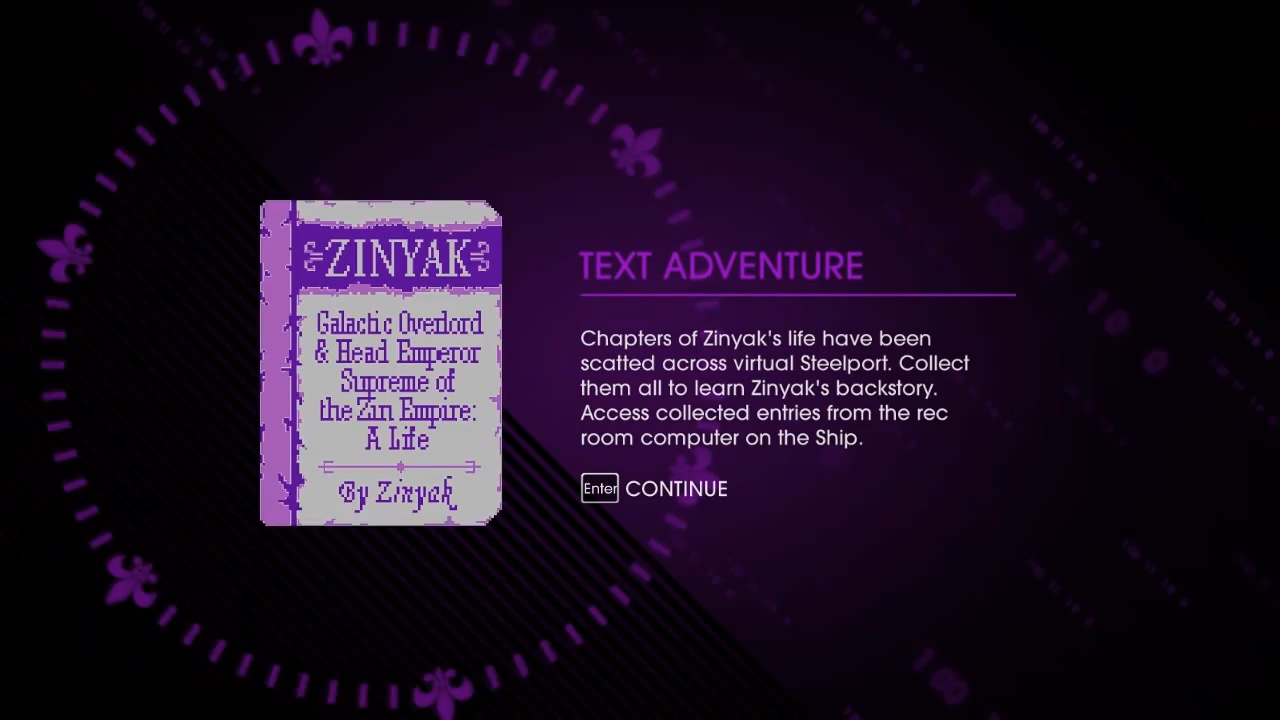 ZINYAK
Galactic Overlord
& Head Emperor
Supreme of
the Zin Empire:
A Life
By Zinyak
TEXT ADVENTURE
Chapters of Zinyak's life have been
scatted across virtual Steelport. Collect
them all to learn Zinyak's backstory.
Access collected entries from the rec
room computer on the Ship.
Enter CONTINUE